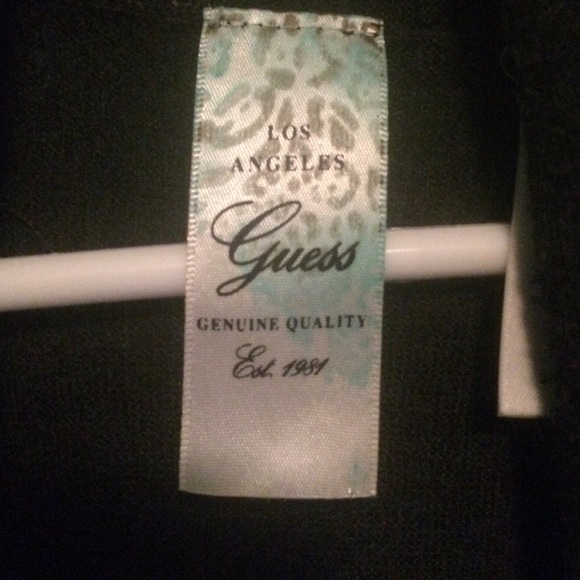 LOS
ANGELES
Guess
GENUINE QUALITY
Est. 1981